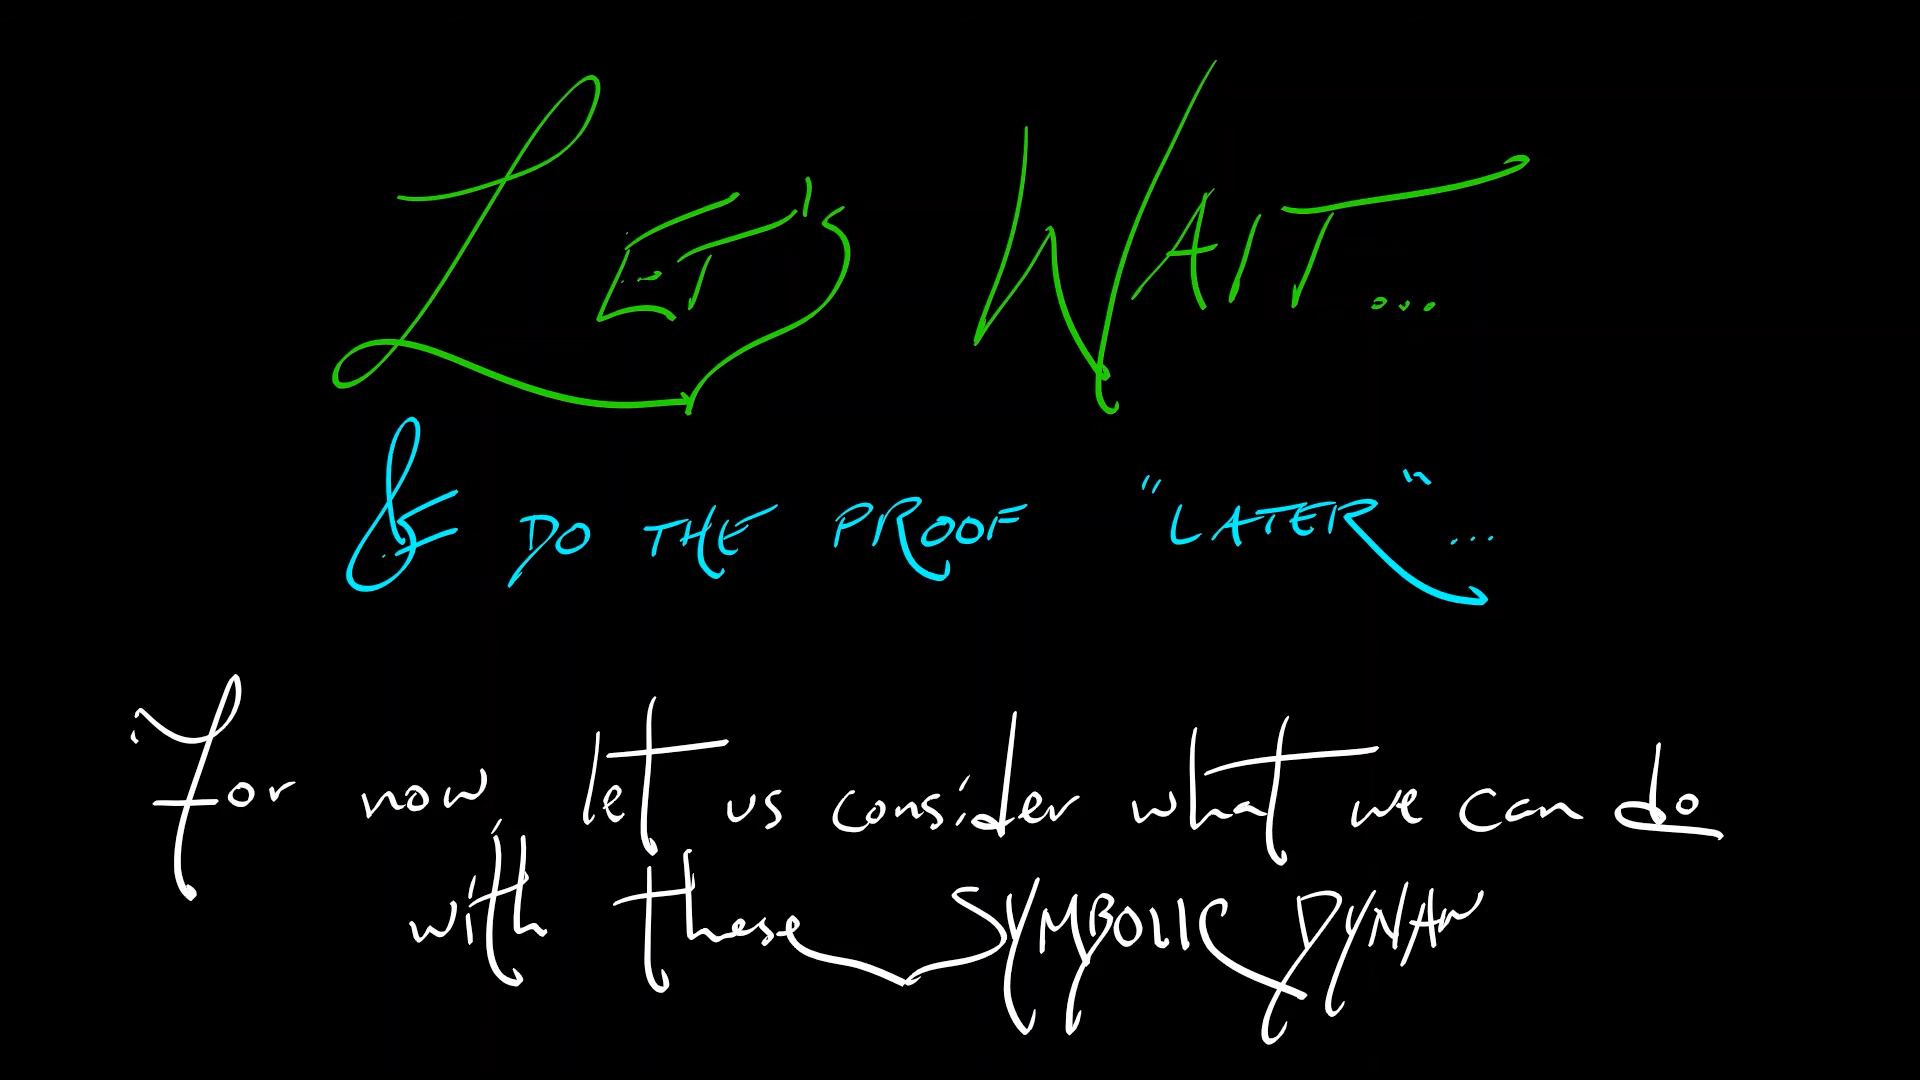 LET'S WAIT...
& DO THE PROOF "LATER"...
For now, let us consider what we can do
with these SYMBOLIC DYNAM